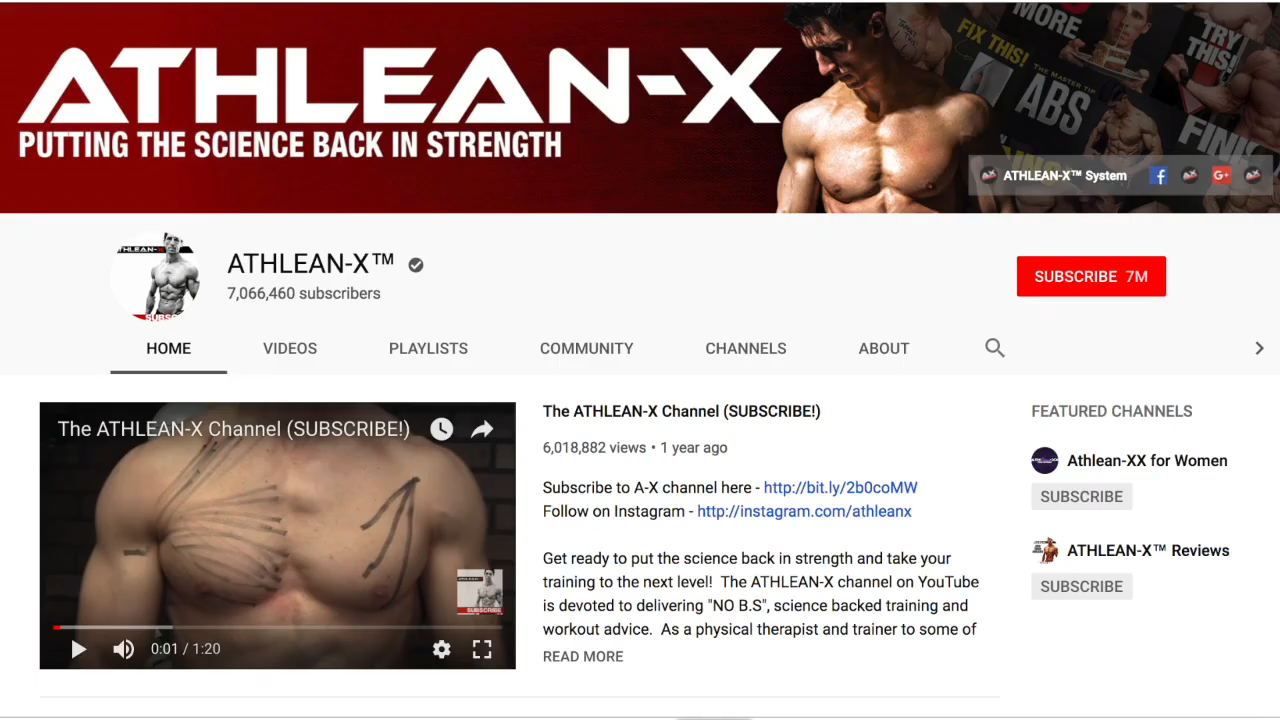 ATHLEAN-X
PUTTING THE SCIENCE BACK IN STRENGTH
MORE
FIX THIS!
THE MASTER TIP
ABS
TRY THIS!
ATHLEAN-X™ System
ATHLEAN-X™
7,066,460 subscribers
SUBSCRIBE 7M
HOME VIDEOS PLAYLISTS COMMUNITY CHANNELS ABOUT
The ATHLEAN-X Channel (SUBSCRIBE!)
SUBSCRIBE
0:01 / 1:20
The ATHLEAN-X Channel (SUBSCRIBE!)
6,018,882 views • 1 year ago
Subscribe to A-X channel here - http://bit.ly/2b0coMW
Follow on Instagram - http://instagram.com/athleanx
Get ready to put the science back in strength and take your
training to the next level! The ATHLEAN-X channel on YouTube
is devoted to delivering "NO B.S", science backed training and
workout advice. As a physical therapist and trainer to some of
READ MORE
FEATURED CHANNELS
Athlean-XX for Women
SUBSCRIBE
ATHLEAN-X™ Reviews
SUBSCRIBE